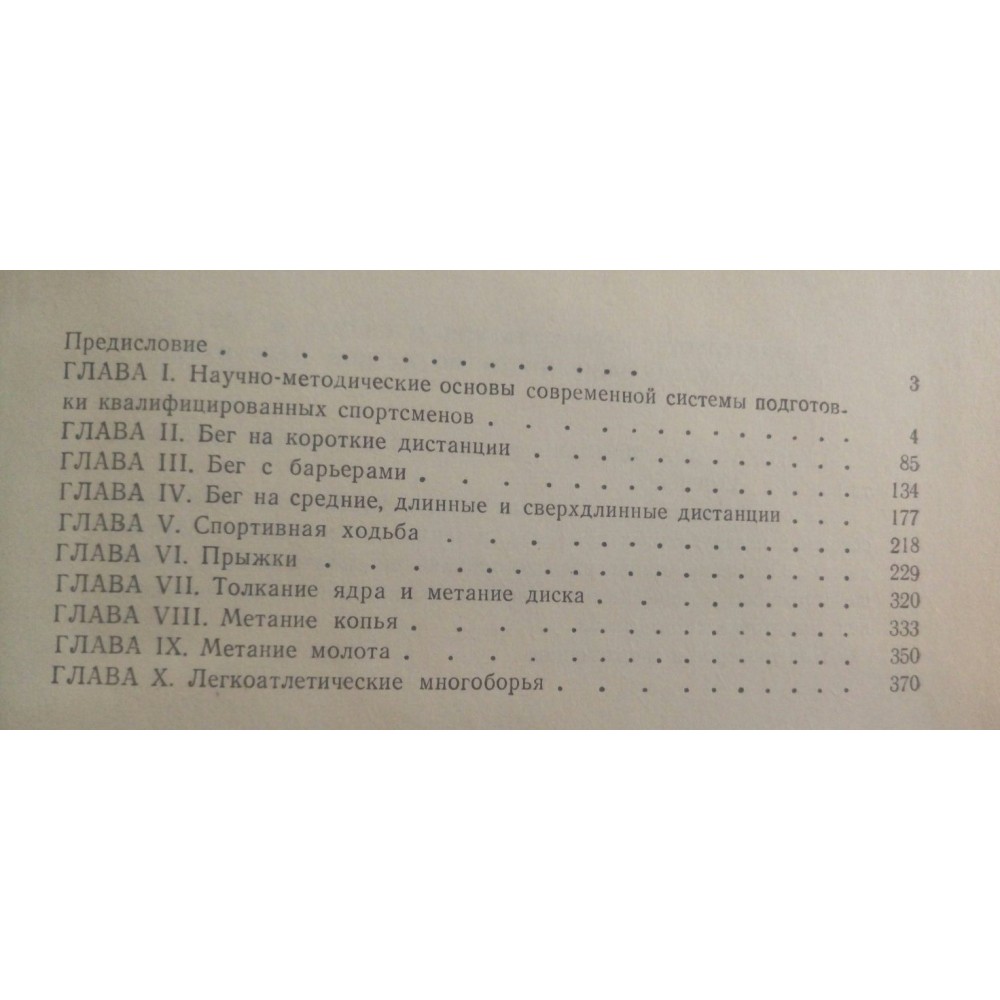 Предисловие . . . . . . . . . . . . 3
ГЛАВА I. Научно-методические основы современной системы подготов-
ки квалифицированных спортсменов . . . . . . . . . . 4
ГЛАВА II. Бег на короткие дистанции . . . . . . . . . 85
ГЛАВА III. Бег с барьерами . . . . . . . . . . . . 134
ГЛАВА IV. Бег на средние, длинные и сверхдлинные дистанции . . . 177
ГЛАВА V. Спортивная ходьба . . . . . . . . . . . 218
ГЛАВА VI. Прыжки . . . . . . . . . . . . . . 229
ГЛАВА VII. Толкание ядра и метание диска . . . . . . . . 320
ГЛАВА VIII. Метание копья . . . . . . . . . . . . 333
ГЛАВА IX. Метание молота . . . . . . . . . . . . 350
ГЛАВА X. Легкоатлетические многоборья . . . . . . . . . 370